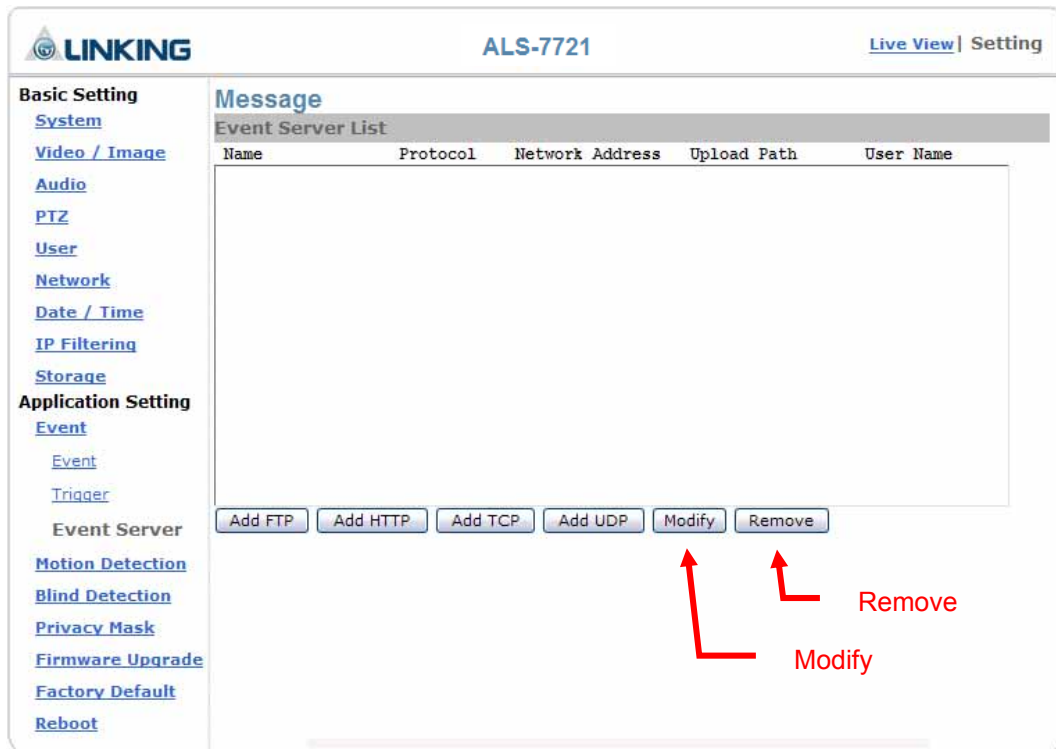 LINKING ALS-7721 Live View| Setting
Basic Setting
System
Video / Image
Audio
PTZ
User
Network
Date / Time
IP Filtering
Storage
Application Setting
Event
Event
Trigger
Event Server
Motion Detection
Blind Detection
Privacy Mask
Firmware Upgrade
Factory Default
Reboot
Message
Event Server List
Name Protocol Network Address Upload Path User Name
Add FTP Add HTTP Add TCP Add UDP Modify Remove
Remove
Modify